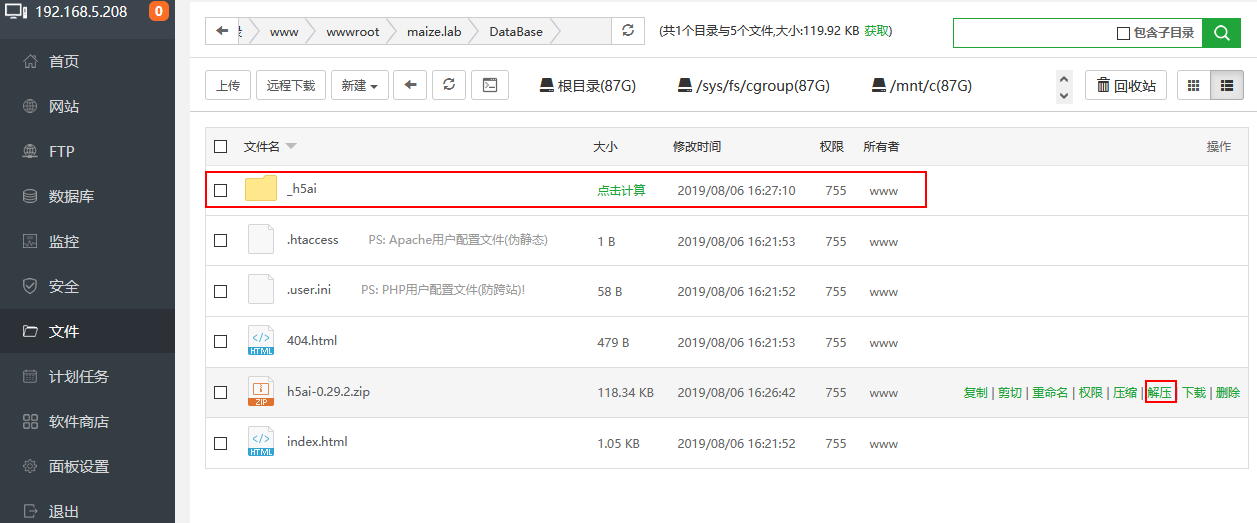 192.168.5.208 0
首页
网站
FTP
数据库
监控
安全
文件
计划任务
软件商店
面板设置
退出
www wwwroot maize.lab DataBase (共1个目录与5个文件,大小:119.92 KB 获取) 包含子目录
上传 远程下载 新建 根目录(87G) /sys/fs/cgroup(87G) /mnt/c(87G) 回收站
文件名 大小 修改时间 权限 所有者 操作
_h5ai 点击计算 2019/08/06 16:27:10 755 www
.htaccess PS: Apache用户配置文件(伪静态) 1 B 2019/08/06 16:21:53 755 www
.user.ini PS: PHP用户配置文件(防跨站)! 58 B 2019/08/06 16:21:52 755 www
404.html 479 B 2019/08/06 16:21:53 755 www
h5ai-0.29.2.zip 118.34 KB 2019/08/06 16:26:42 755 www 复制 | 剪切 | 重命名 | 权限 | 压缩 | 解压 下载 | 删除
index.html 1.05 KB 2019/08/06 16:21:52 755 www